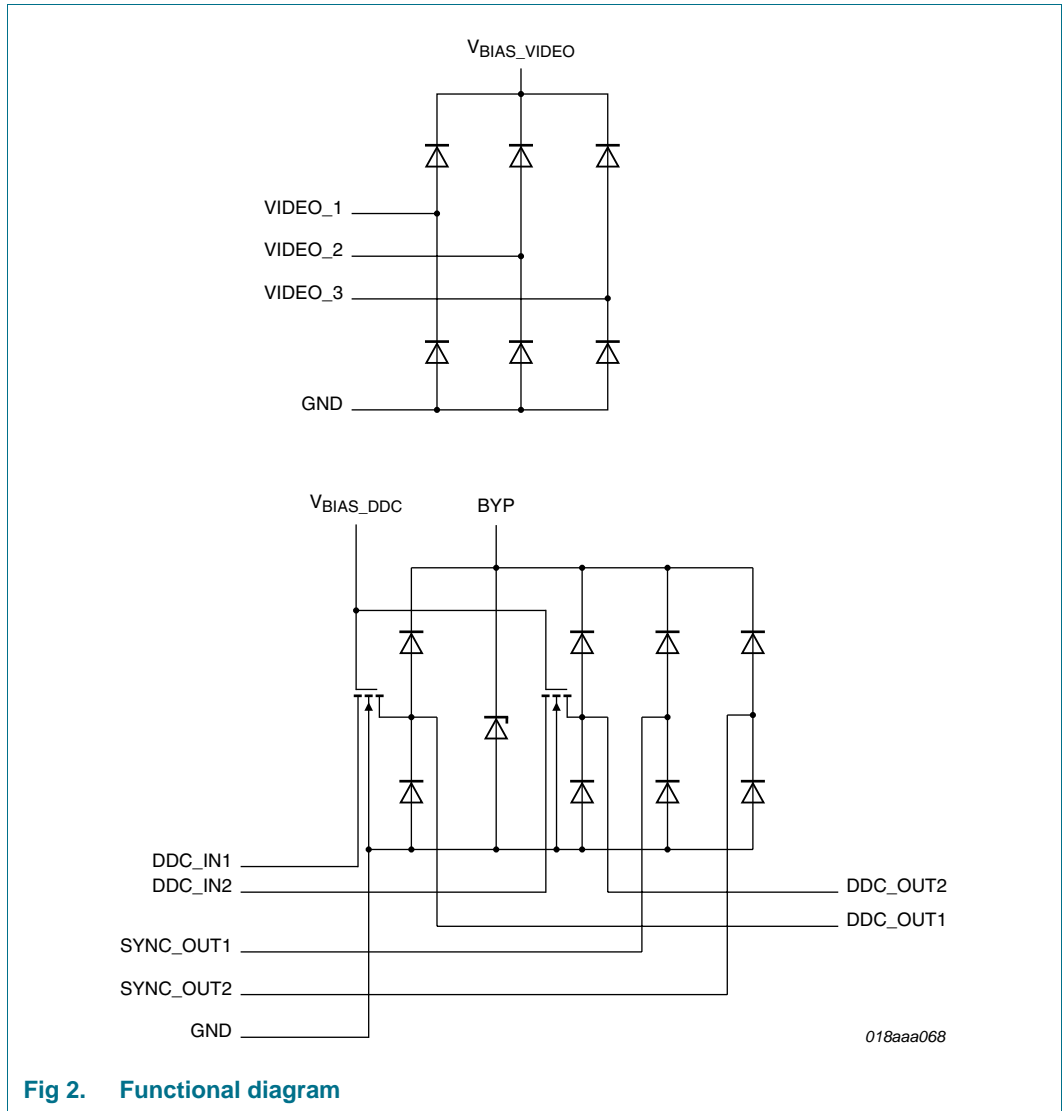 VBIAS_VIDEO
VIDEO_1
VIDEO_2
VIDEO_3
GND
VBIAS_DDC BYP
DDC_IN1
DDC_IN2 DDC_OUT2
DDC_OUT1
SYNC_OUT1
SYNC_OUT2
GND
018aaa068
Fig 2. Functional diagram